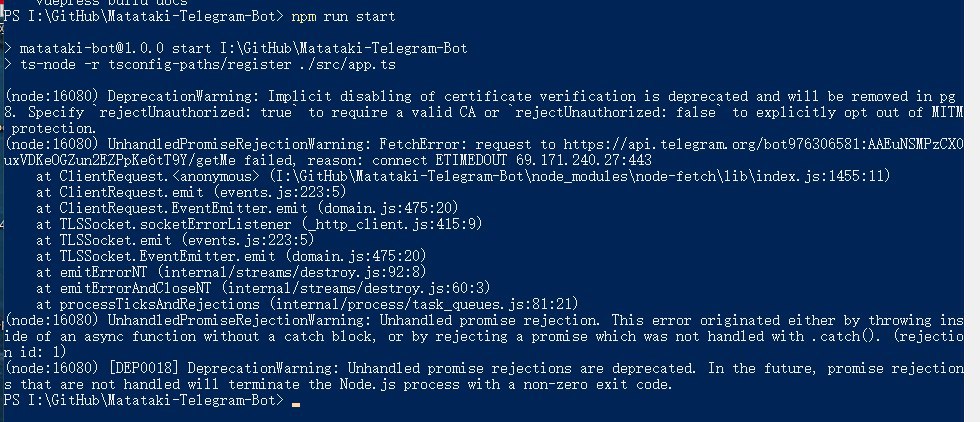 vuepress build docs
PS I:\GitHub\Matataki-Telegram-Bot> npm run start
> matataki-bot@1.0.0 start I:\GitHub\Matataki-Telegram-Bot
> ts-node -r tsconfig-paths/register ./src/app.ts
(node:16080) DeprecationWarning: Implicit disabling of certificate verification is deprecated and will be removed in pg
8. Specify `rejectUnauthorized: true` to require a valid CA or `rejectUnauthorized: false` to explicitly opt out of MITM
protection.
(node:16080) UnhandledPromiseRejectionWarning: FetchError: request to https://api.telegram.org/bot976306581:AAEuNSMPzCX0
uxVDKeOGZun2EZPpKe6tT9Y/getMe failed, reason: connect ETIMEDOUT 69.171.240.27:443
at ClientRequest.<anonymous> (I:\GitHub\Matataki-Telegram-Bot\node_modules\node-fetch\lib\index.js:1455:11)
at ClientRequest.emit (events.js:223:5)
at ClientRequest.EventEmitter.emit (domain.js:475:20)
at TLSSocket.socketErrorListener (_http_client.js:415:9)
at TLSSocket.emit (events.js:223:5)
at TLSSocket.EventEmitter.emit (domain.js:475:20)
at emitErrorNT (internal/streams/destroy.js:92:8)
at emitErrorAndCloseNT (internal/streams/destroy.js:60:3)
at processTicksAndRejections (internal/process/task_queues.js:81:21)
(node:16080) UnhandledPromiseRejectionWarning: Unhandled promise rejection. This error originated either by throwing ins
ide of an async function without a catch block, or by rejecting a promise which was not handled with .catch(). (rejectio
n id: 1)
(node:16080) [DEP0018] DeprecationWarning: Unhandled promise rejections are deprecated. In the future, promise rejection
s that are not handled will terminate the Node.js process with a non-zero exit code.
PS I:\GitHub\Matataki-Telegram-Bot>